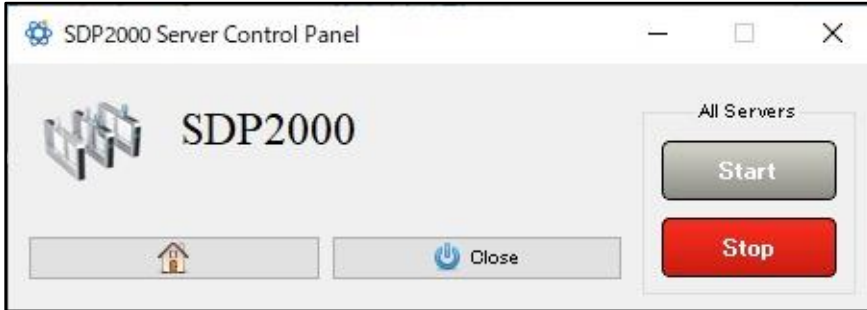 SDP2000 Server Control Panel
SDP2000
All Servers
Start
Stop
Close